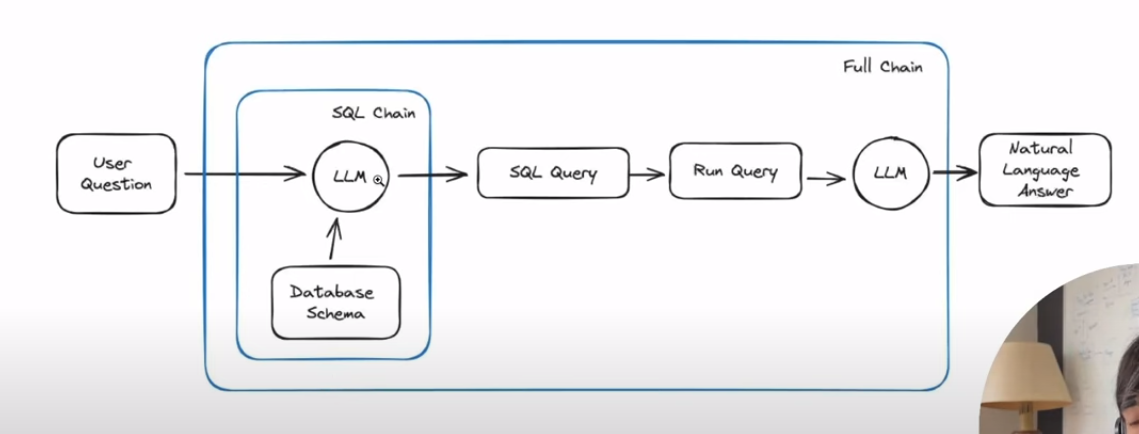 Full Chain
SQL Chain
User
Question
LLM
SQL Query
Run Query
LLM
Natural
Language
Answer
Database
Schema